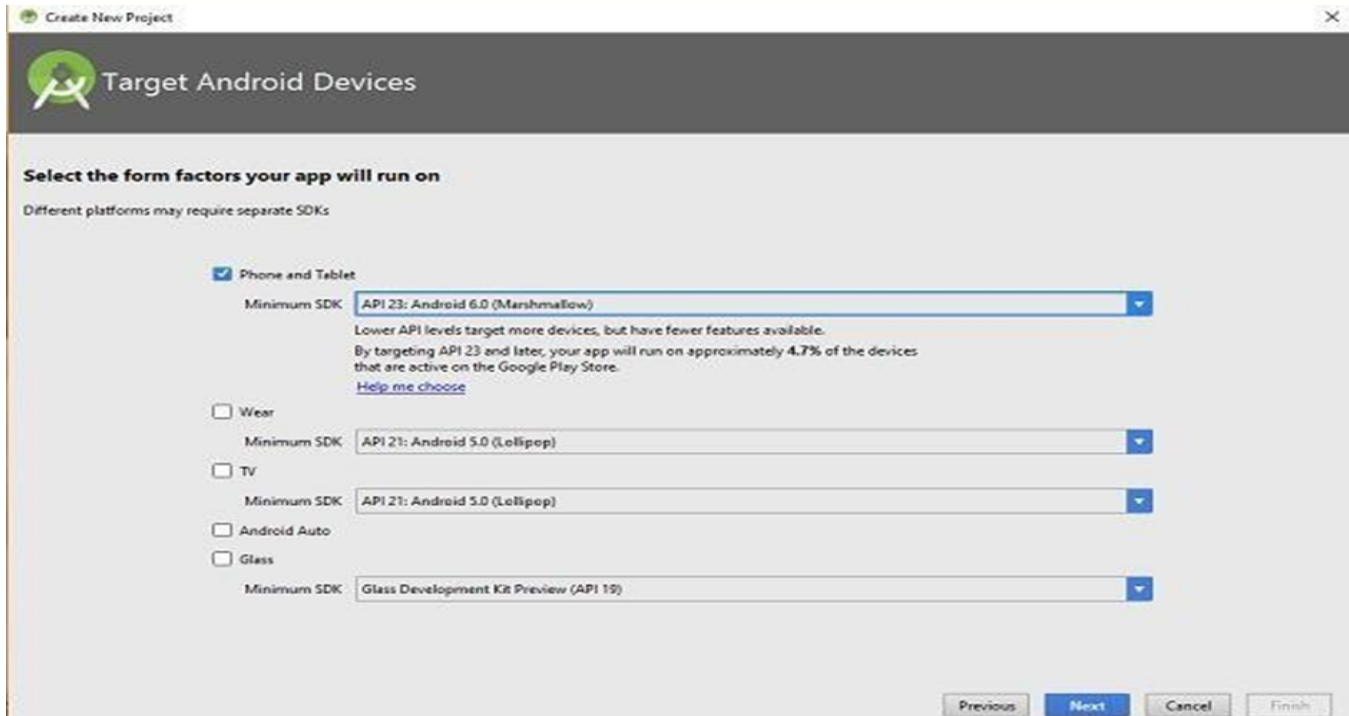 Create New Project
Target Android Devices
Select the form factors your app will run on
Different platforms may require separate SDKs
Phone and Tablet
Minimum SDK API 23: Android 6.0 (Marshmallow)
Lower API levels target more devices, but have fewer features available.
By targeting API 23 and later, your app will run on approximately 4.7% of the devices
that are active on the Google Play Store.
Help me choose
Wear
Minimum SDK API 21: Android 5.0 (Lollipop)
TV
Minimum SDK API 21: Android 5.0 (Lollipop)
Android Auto
Glass
Minimum SDK Glass Development Kit Preview (API 19)
Previous Next Cancel Finish